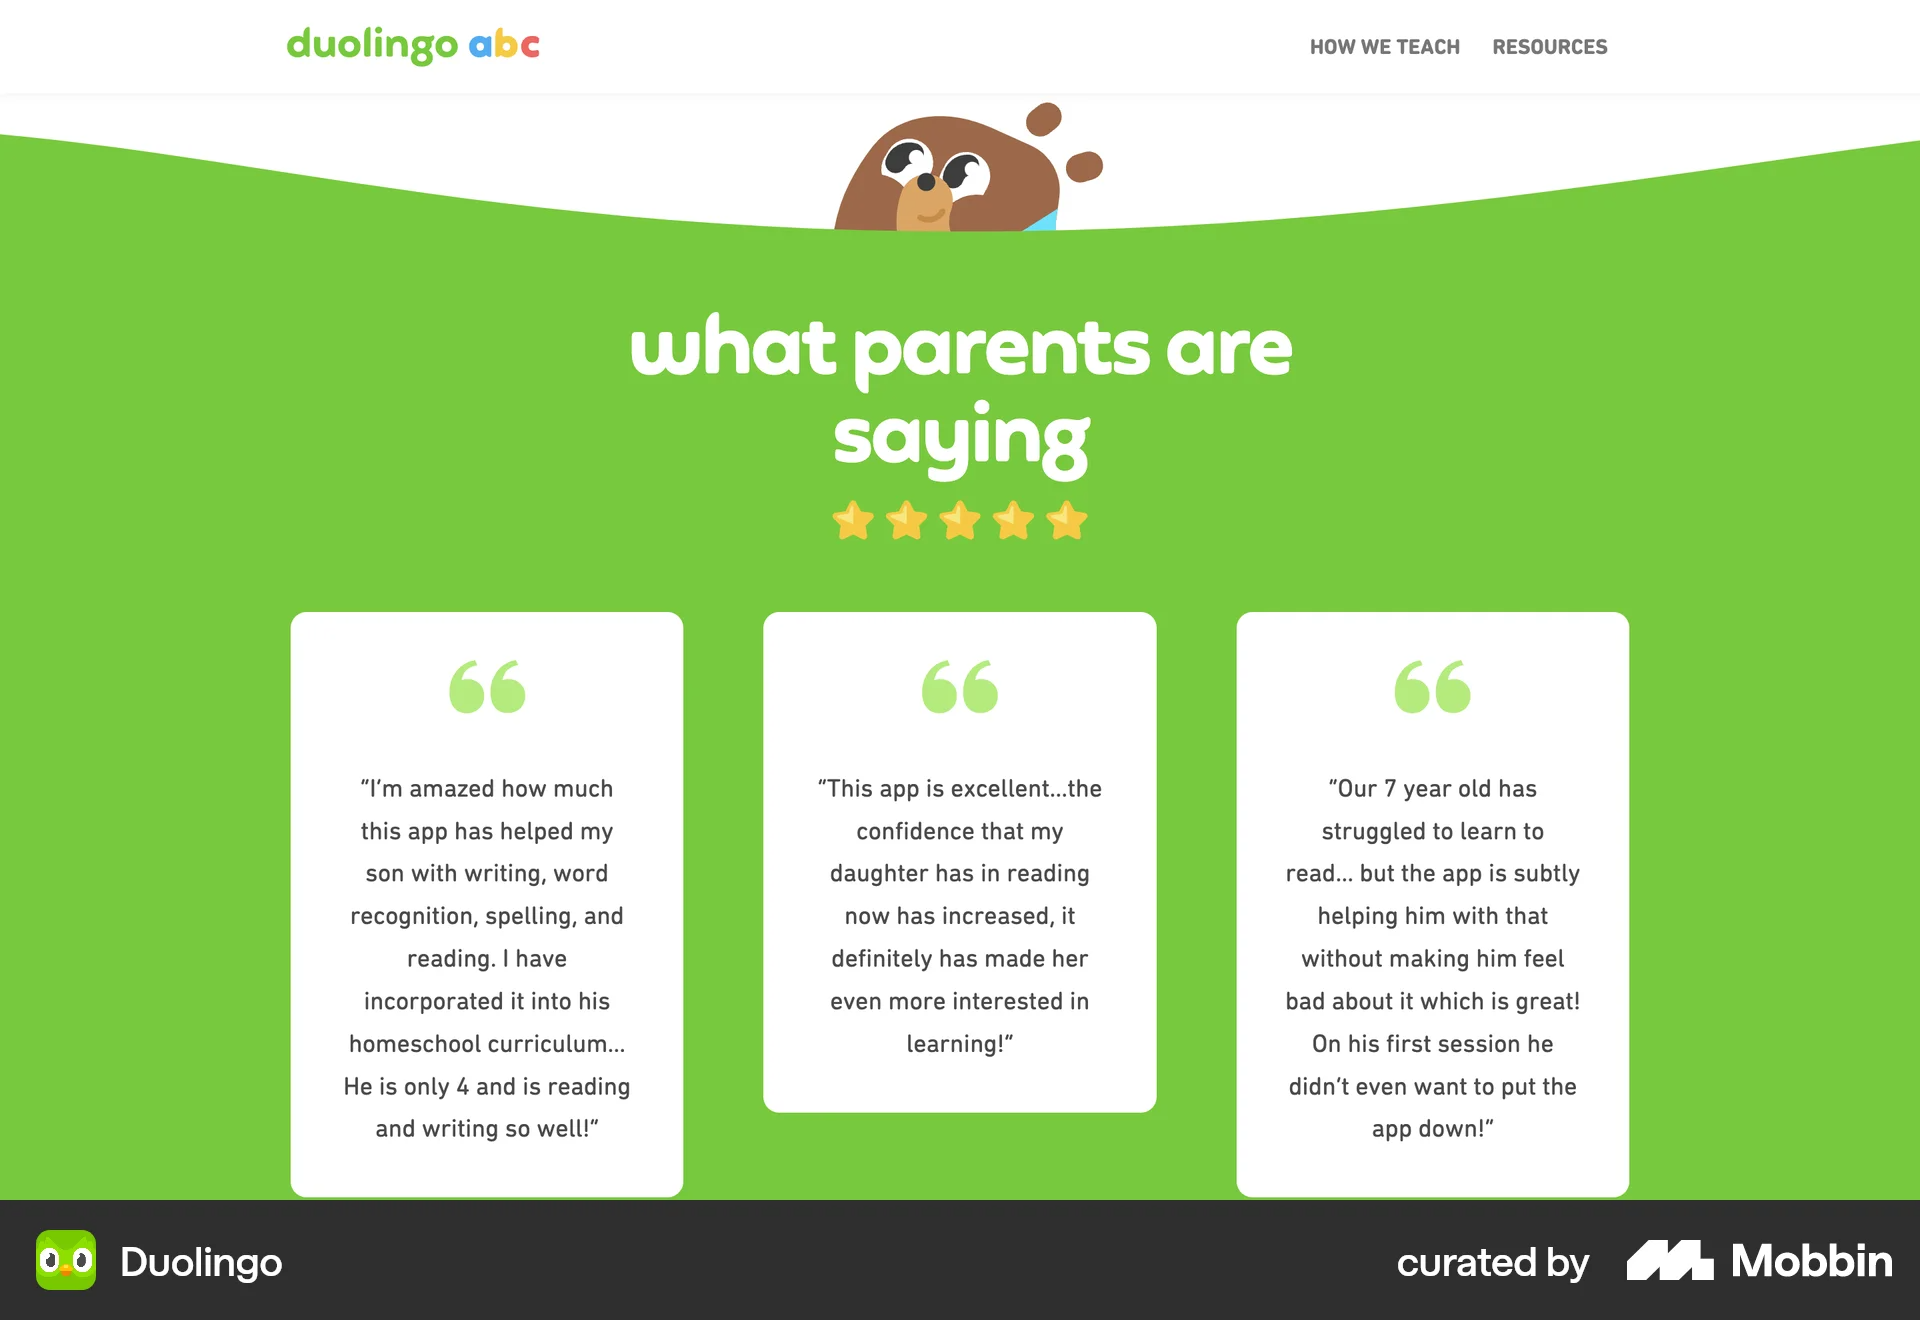 duolingo abc
HOW WE TEACH RESOURCES
what parents are
saying
“I’m amazed how much
this app has helped my
son with writing, word
recognition, spelling, and
reading. I have
incorporated it into his
homeschool curriculum...
He is only 4 and is reading
and writing so well!”
“This app is excellent...the
confidence that my
daughter has in reading
now has increased, it
definitely has made her
even more interested in
learning!”
“Our 7 year old has
struggled to learn to
read... but the app is subtly
helping him with that
without making him feel
bad about it which is great!
On his first session he
didn’t even want to put the
app down!”
Duolingo
curated by Mobbin